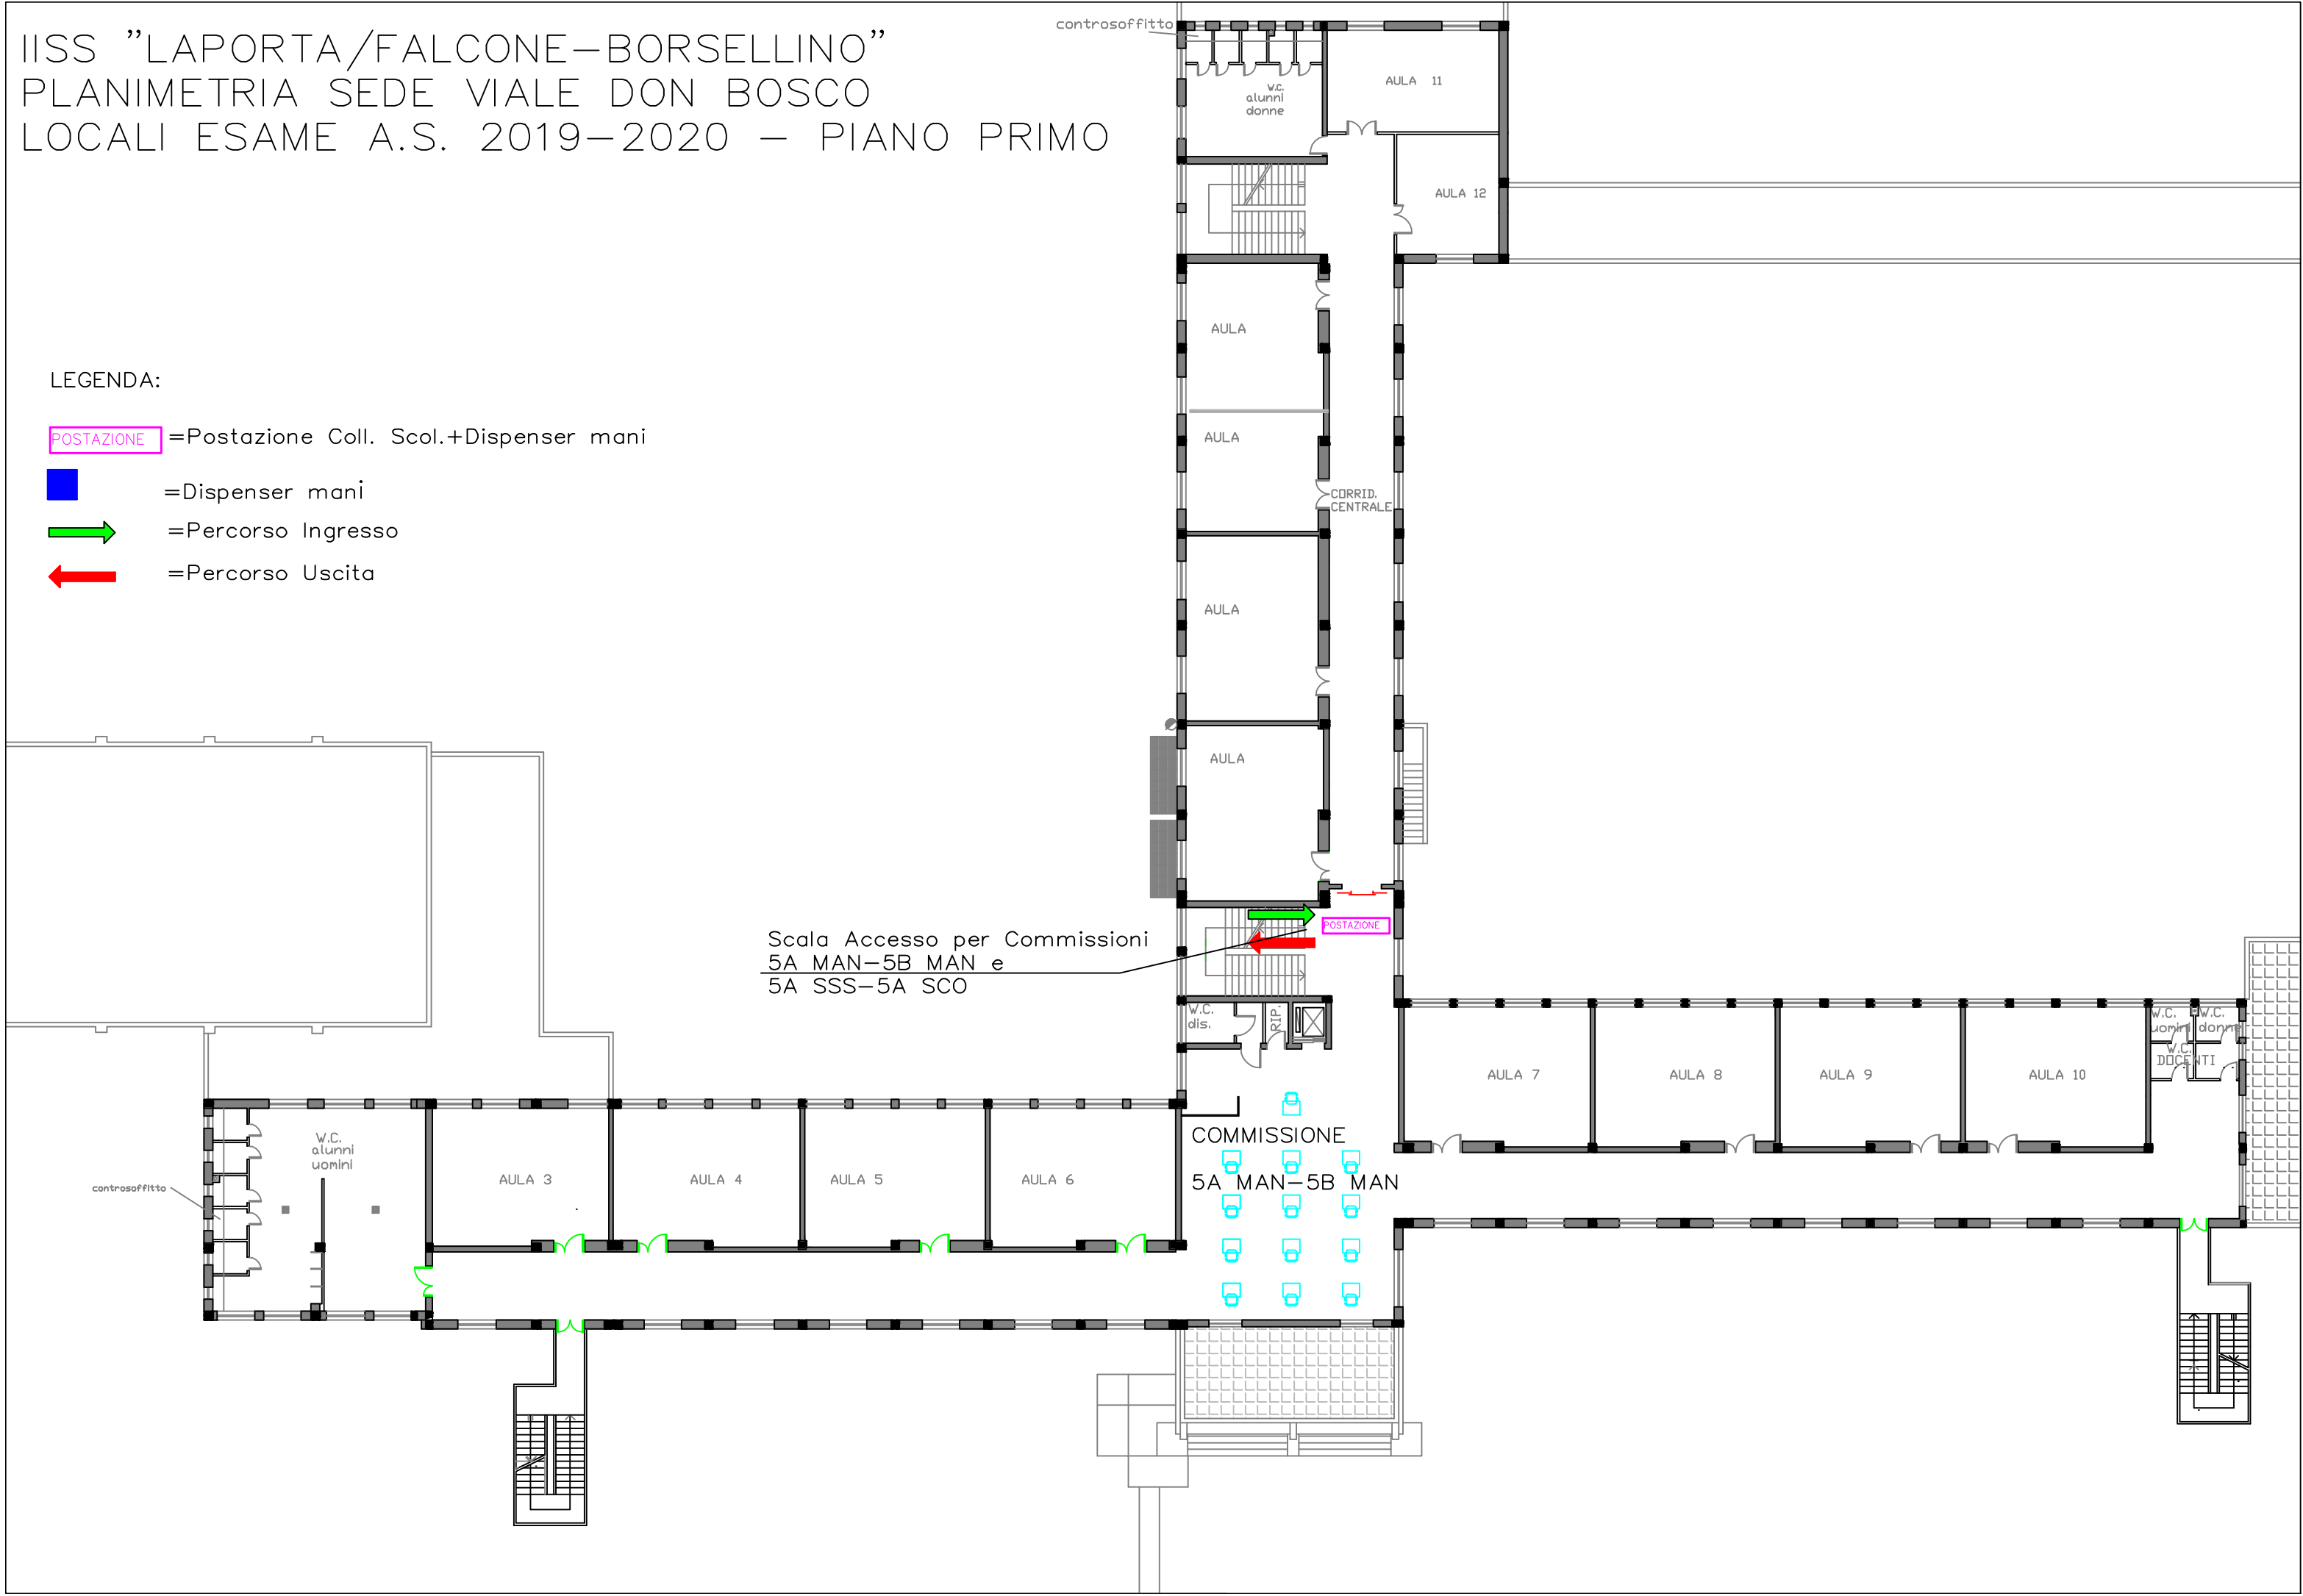 IISS "LAPORTA/FALCONE-BORSELLINO"
PLANIMETRIA SEDE VIALE DON BOSCO
LOCALI ESAME A.S. 2019-2020 - PIANO PRIMO
controsoffitto
W.C.
alunni
donne
AULA 11
AULA 12
LEGENDA:
POSTAZIONE =Postazione Coll. Scol.+Dispenser mani
=Dispenser mani
=Percorso Ingresso
=Percorso Uscita
AULA
AULA
CORRID.
CENTRALE
AULA
AULA
POSTAZIONE
Scala Accesso per Commissioni
5A MAN-5B MAN e
5A SSS-5A SCO
W.C.
dis.
RIP.
AULA 7
AULA 8
AULA 9
AULA 10
W.C.
uomini
W.C.
donne
W.C.
DOCENTI
COMMISSIONE
5A MAN-5B MAN
W.C.
alunni
uomini
controsoffitto
AULA 3
AULA 4
AULA 5
AULA 6